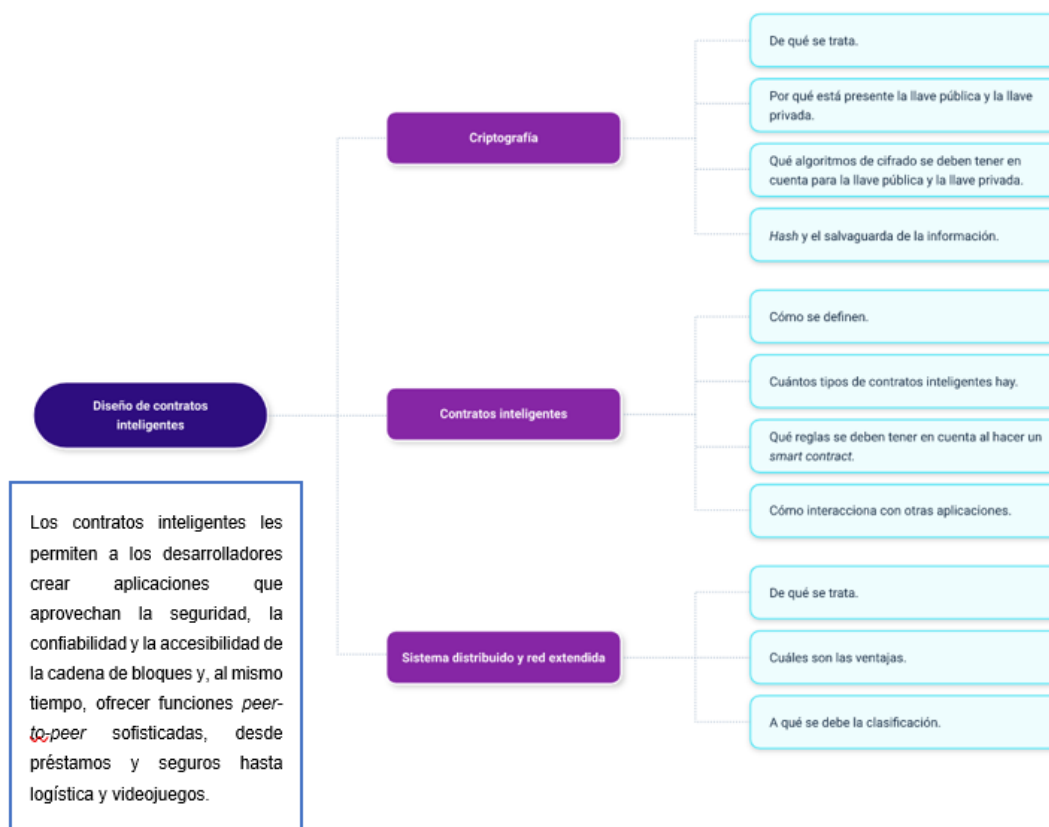 Diseño de contratos
inteligentes
Los contratos inteligentes les
permiten a los desarrolladores
crear aplicaciones que
aprovechan la seguridad, la
confiabilidad y la accesibilidad de
la cadena de bloques y, al mismo
tiempo, ofrecer funciones peer-
to-peer sofisticadas, desde
préstamos y seguros hasta
logística y videojuegos.
Criptografía
De qué se trata.
Por qué está presente la llave pública y la llave
privada.
Qué algoritmos de cifrado se deben tener en
cuenta para la llave pública y la llave privada.
Hash y el salvaguarda de la información.
Contratos inteligentes
Cómo se definen.
Cuántos tipos de contratos inteligentes hay.
Qué reglas se deben tener en cuenta al hacer un
smart contract.
Cómo interacciona con otras aplicaciones.
Sistema distribuido y red extendida
De qué se trata.
Cuáles son las ventajas.
A qué se debe la clasificación.